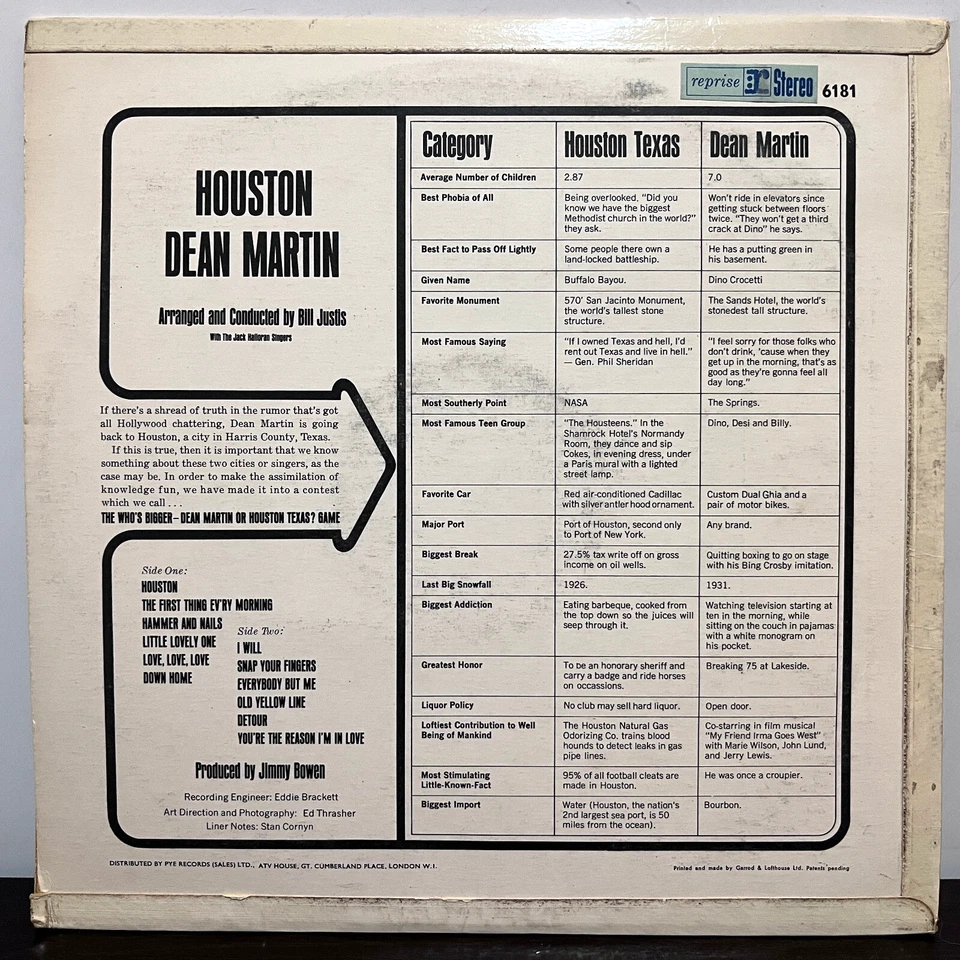 reprise r Stereo 6181
HOUSTON
DEAN MARTIN
Arranged and Conducted by Bill Justis
With The Jack Halloran Singers
If there's a shread of truth in the rumor that's got
all Hollywood chattering, Dean Martin is going
back to Houston, a city in Harris County, Texas.
If this is true, then it is important that we know
something about these two cities or singers, as the
case may be. In order to make the assimilation of
knowledge fun, we have made it into a contest
which we call . . .
THE WHO'S BIGGER—DEAN MARTIN OR HOUSTON TEXAS? GAME
Side One:
HOUSTON
THE FIRST THING EV'RY MORNING
HAMMER AND NAILS
LITTLE LOVELY ONE
LOVE, LOVE, LOVE
DOWN HOME
Side Two:
I WILL
SNAP YOUR FINGERS
EVERYBODY BUT ME
OLD YELLOW LINE
DETOUR
YOU'RE THE REASON I'M IN LOVE
Produced by Jimmy Bowen
Recording Engineer: Eddie Brackett
Art Direction and Photography: Ed Thrasher
Liner Notes: Stan Cornyn
Category Houston Texas Dean Martin
Average Number of Children 2.87 7.0
Best Phobia of All
Being overlooked. "Did you
know we have the biggest
Methodist church in the world?"
they ask.
Won't ride in elevators since
getting stuck between floors
twice. "They won't get a third
crack at Dino" he says.
Best Fact to Pass Off Lightly
Some people there own a
land-locked battleship.
He has a putting green in
his basement.
Given Name Buffalo Bayou. Dino Crocetti
Favorite Monument
570' San Jacinto Monument,
the world's tallest stone
structure.
The Sands Hotel, the world's
stonedest tall structure.
Most Famous Saying
"If I owned Texas and hell, I'd
rent out Texas and live in hell."
— Gen. Phil Sheridan
"I feel sorry for those folks who
don't drink, 'cause when they
get up in the morning, that's as
good as they're gonna feel all
day long."
Most Southerly Point NASA The Springs.
Most Famous Teen Group
"The Housteens." In the
Shamrock Hotel's Normandy
Room, they dance and sip
Cokes, in evening dress, under
a Paris mural with a lighted
street lamp.
Dino, Desi and Billy.
Favorite Car
Red air-conditioned Cadillac
with silver antler hood ornament.
Custom Dual Ghia and a
pair of motor bikes.
Major Port
Port of Houston, second only
to Port of New York.
Any brand.
Biggest Break
27.5% tax write off on gross
income on oil wells.
Quitting boxing to go on stage
with his Bing Crosby imitation.
Last Big Snowfall 1926. 1931.
Biggest Addiction
Eating barbeque, cooked from
the top down so the juices will
seep through it.
Watching television starting at
ten in the morning, while
sitting on the couch in pajamas
with a white monogram on
his pocket.
Greatest Honor
To be an honorary sheriff and
carry a badge and ride horses
on occassions.
Breaking 75 at Lakeside.
Liquor Policy No club may sell hard liquor. Open door.
Loftiest Contribution to Well
Being of Mankind
The Houston Natural Gas
Odorizing Co. trains blood
hounds to detect leaks in gas
pipe lines.
Co-starring in film musical
"My Friend Irma Goes West"
with Marie Wilson, John Lund,
and Jerry Lewis.
Most Stimulating
Little-Known-Fact
95% of all football cleats are
made in Houston.
He was once a croupier.
Biggest Import
Water (Houston, the nation's
2nd largest sea port, is 50
miles from the ocean).
Bourbon.
DISTRIBUTED BY PYE RECORDS (SALES) LTD., ATV HOUSE, GT. CUMBERLAND PLACE, LONDON W.I.
Printed and made by Garrod & Lofthouse Ltd. Patents pending